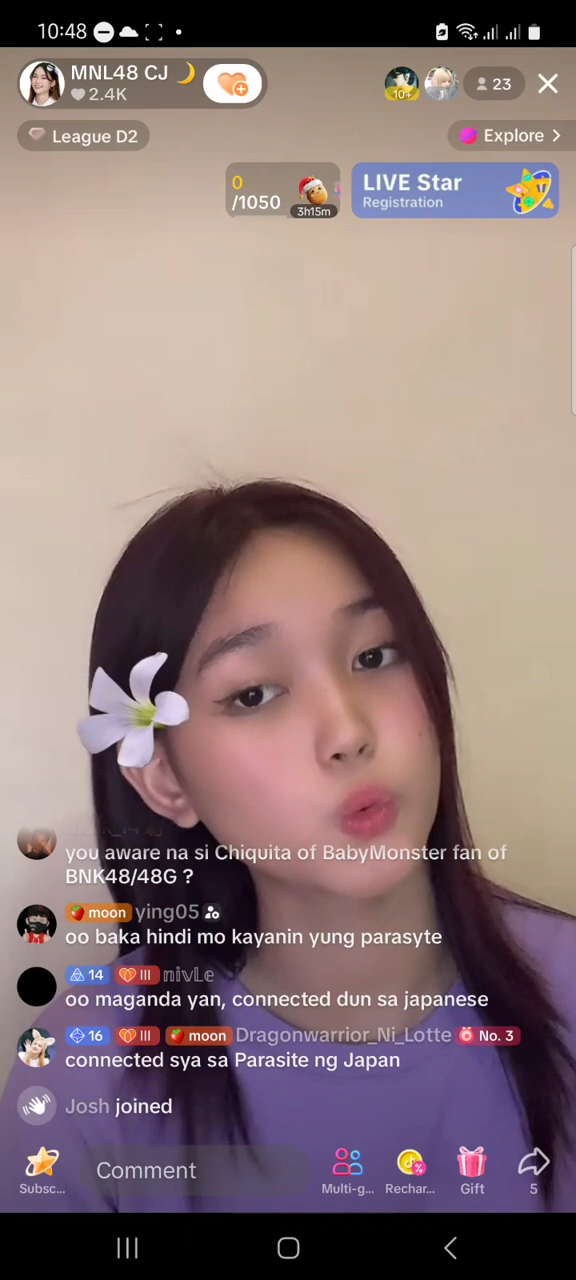 10:48
MNL48 CJ 🌙
2.4K
10+
1
23
League D2
Explore >
0
/1050
3h15m
LIVE Star
Registration
you aware na si Chiquita of BabyMonster fan of
BNK48/48G ?
moon ying05
oo baka hindi mo kayanin yung parasyte
14 III 𝕟𝕚𝕧𝕃𝕖
oo maganda yan, connected dun sa japanese
16 III moon Dragonwarrior_Ni_Lotte No. 3
connected sya sa Parasite ng Japan
Josh joined
Comment
Subsc...
Multi-g...
Rechar...
Gift
5